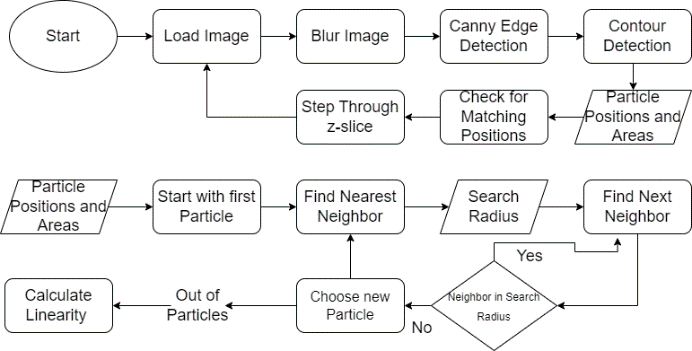 Start
Load Image
Blur Image
Canny Edge
Detection
Contour
Detection
Step Through
z-slice
Check for
Matching
Positions
Particle
Positions and
Areas
Particle
Positions and
Areas
Start with first
Particle
Find Nearest
Neighbor
Search
Radius
Find Next
Neighbor
Yes
Calculate
Linearity
Out of
Particles
Choose new
Particle
No
Neighbor in Search
Radius